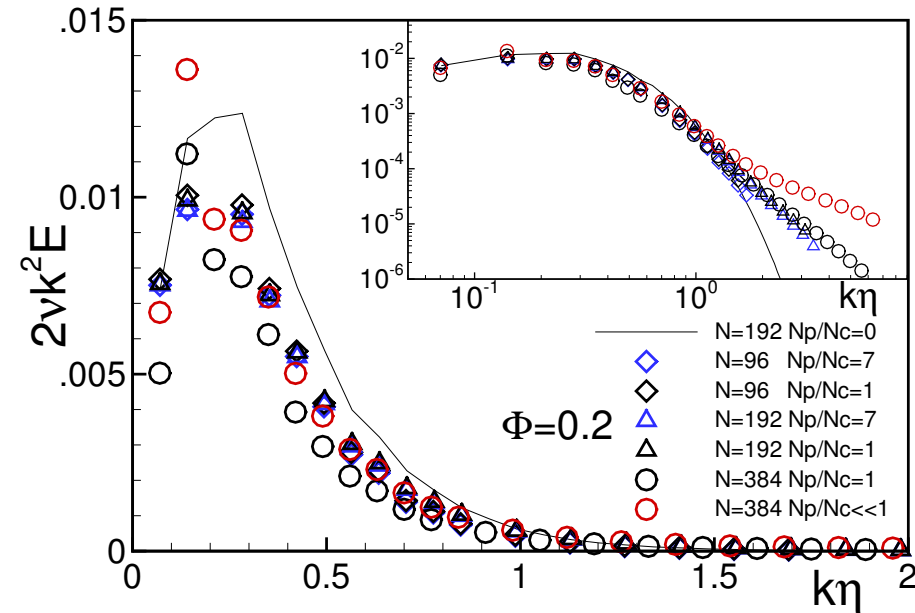 .015
0.01
.005
0
2νk²E
0
0.5
1
1.5
2
kη
10⁻²
10⁻³
10⁻⁴
10⁻⁵
10⁻⁶
10⁻¹
10⁰
kη
Φ=0.2
N=192 Np/Nc=0
N=96 Np/Nc=7
N=96 Np/Nc=1
N=192 Np/Nc=7
N=192 Np/Nc=1
N=384 Np/Nc=1
N=384 Np/Nc<<1